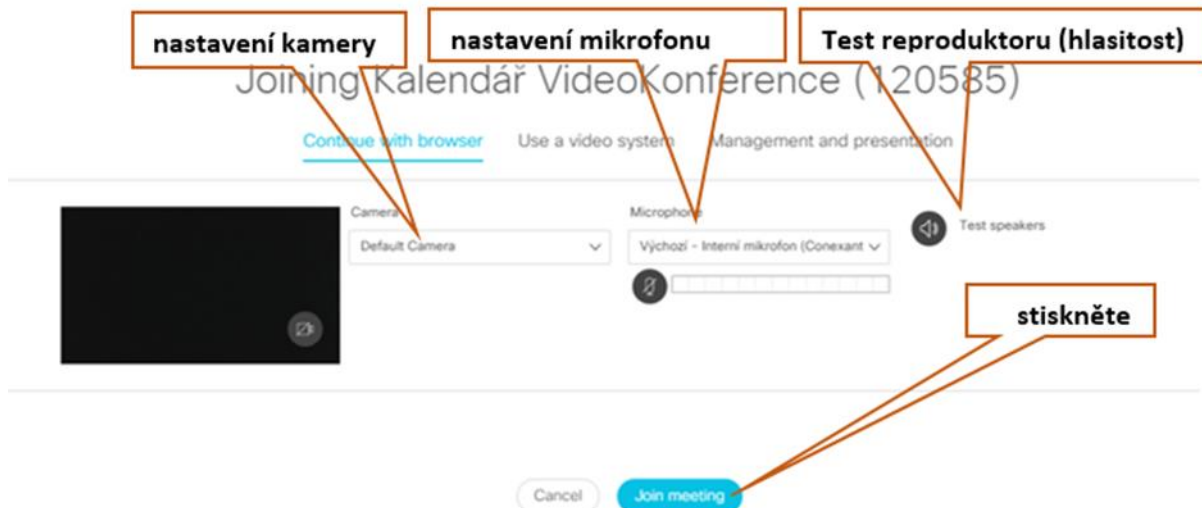 nastavení kamery
nastavení mikrofonu
Test reproduktoru (hlasitost)
Joining Kalendář VideoKonference (120585)
Continue with browser
Use a video system
Management and presentation
Camera
Microphone
Test speakers
Default Camera
Výchozí - Interní mikrofon (Conexant
stiskněte
Cancel
Join meeting